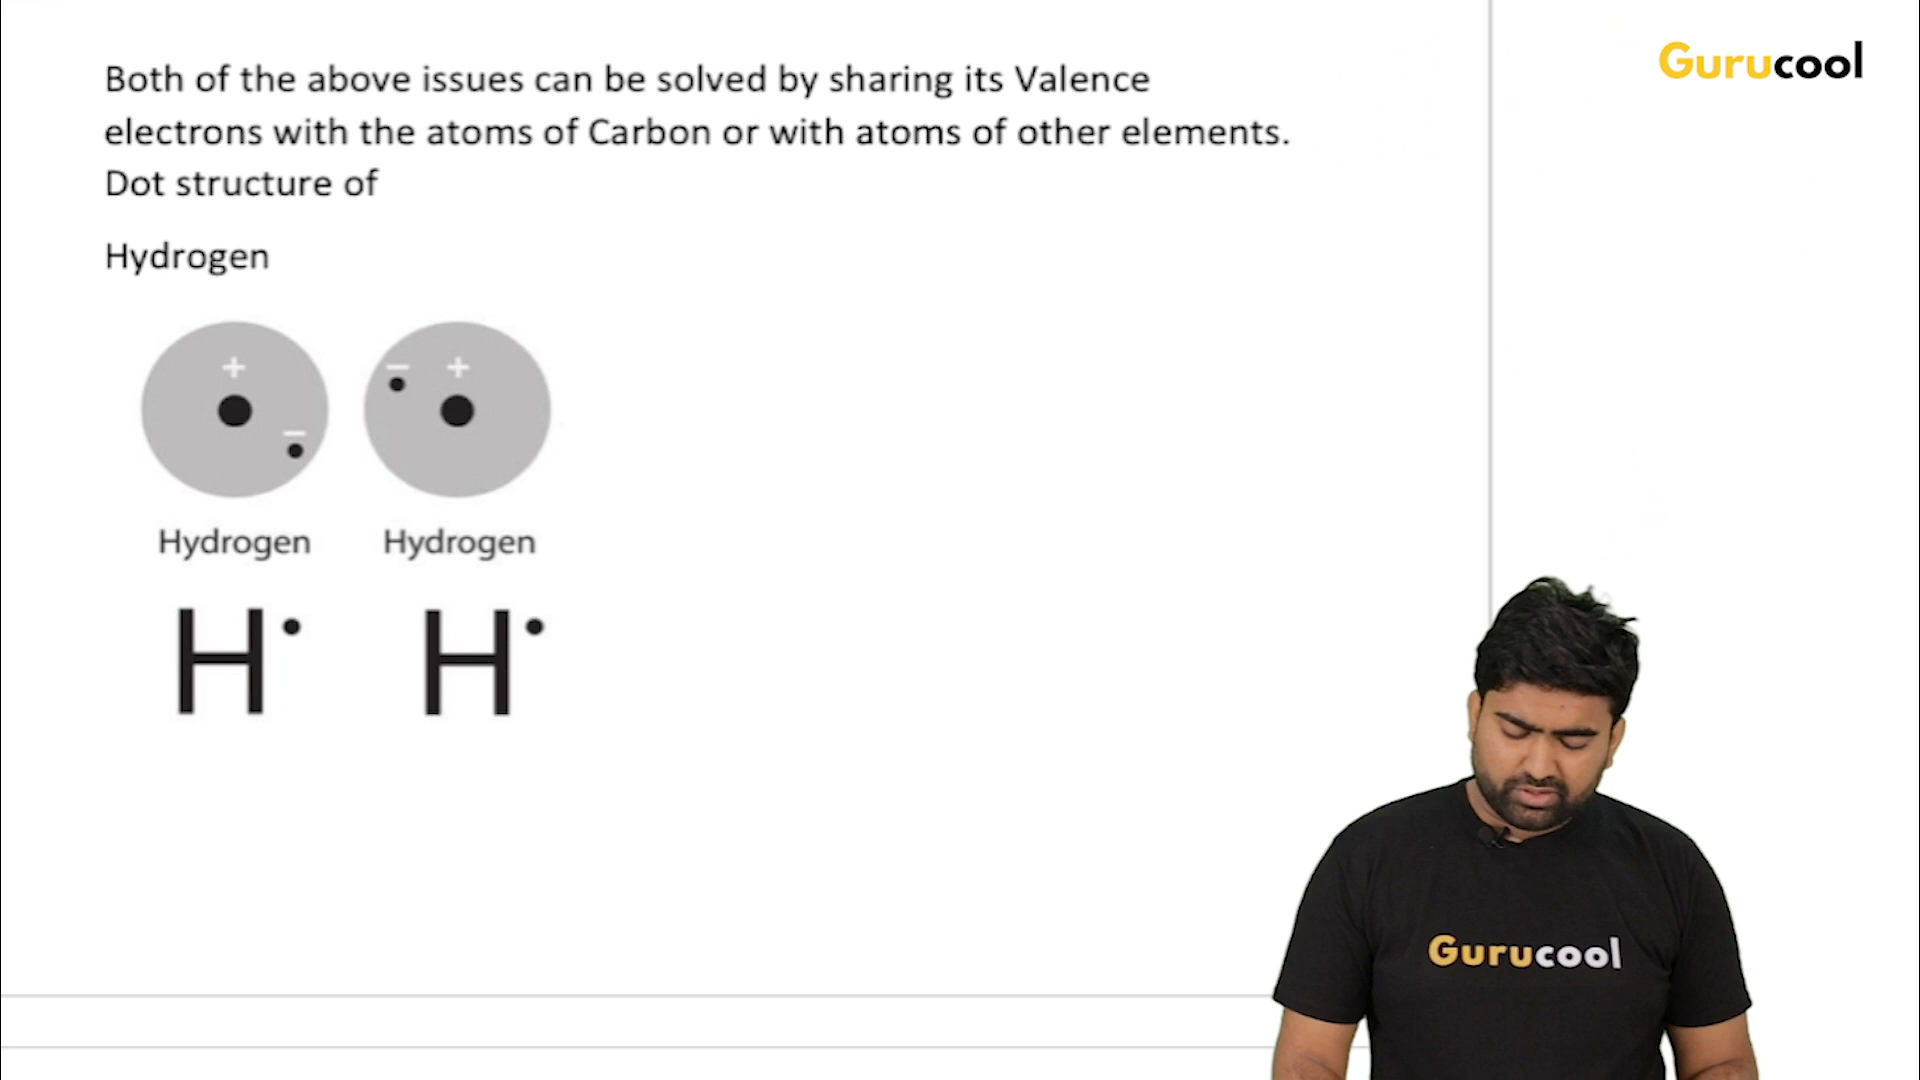 Gurucool
Both of the above issues can be solved by sharing its Valence
electrons with the atoms of Carbon or with atoms of other elements.
Dot structure of
Hydrogen
+
− +
−
Hydrogen Hydrogen
H• H•
Gurucool